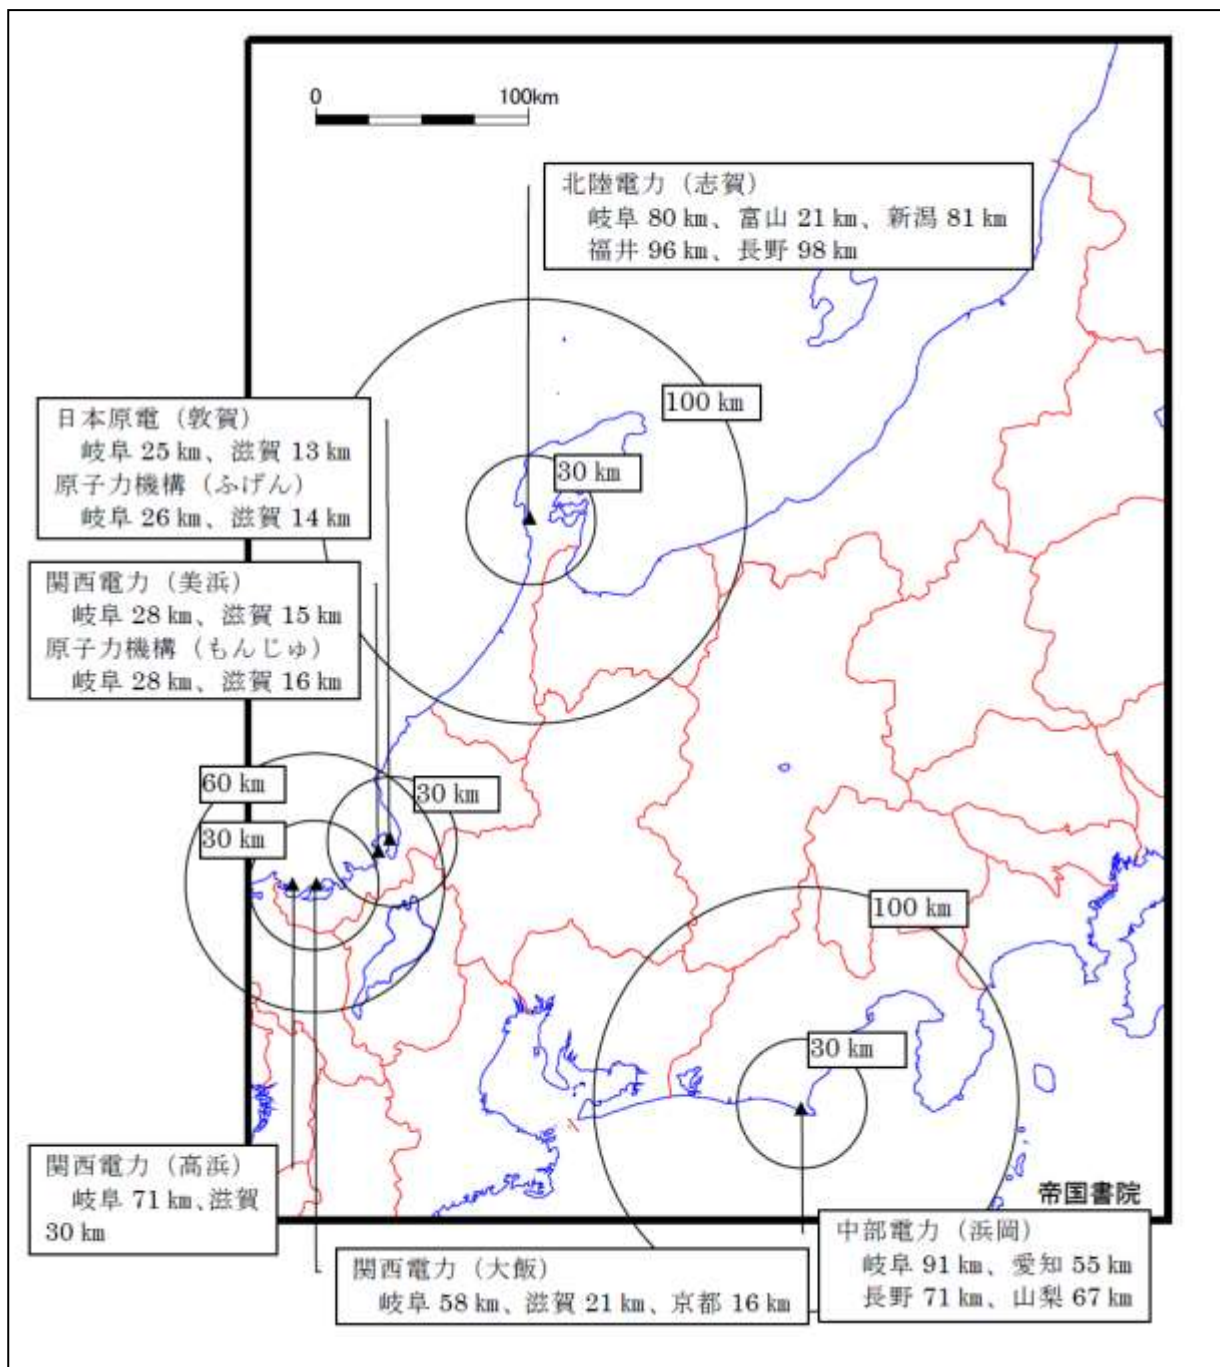 0 100km
北陸電力（志賀）
岐阜 80 ㎞、富山 21 ㎞、新潟 81 ㎞
福井 96 ㎞、長野 98 ㎞
100 ㎞
日本原電（敦賀）
岐阜 25 ㎞、滋賀 13 ㎞
原子力機構（ふげん）
岐阜 26 ㎞、滋賀 14 ㎞
30 ㎞
関西電力（美浜）
岐阜 28 ㎞、滋賀 15 ㎞
原子力機構（もんじゅ）
岐阜 28 ㎞、滋賀 16 ㎞
60 ㎞
30 ㎞
30 ㎞
100 ㎞
30 ㎞
関西電力（高浜）
岐阜 71 ㎞、滋賀
30 ㎞
帝国書院
中部電力（浜岡）
岐阜 91 ㎞、愛知 55 ㎞
長野 71 ㎞、山梨 67 ㎞
関西電力（大飯）
岐阜 58 ㎞、滋賀 21 ㎞、京都 16 ㎞